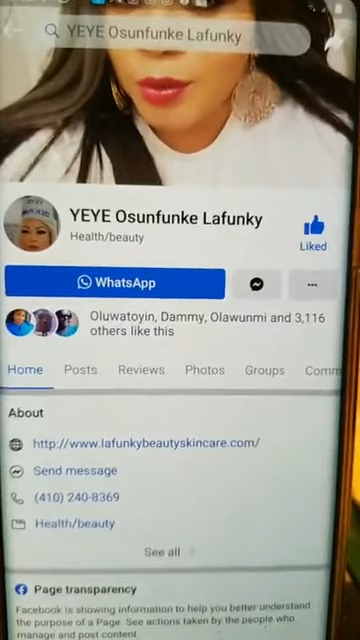 YEYE Osunfunke Lafunky
YEYE Osunfunke Lafunky
Health/beauty
Liked
WhatsApp
Oluwatoyin, Dammy, Olawunmi and 3,116
others like this
Home Posts Reviews Photos Groups Comm
About
http://www.lafunkybeautyskincare.com/
Send message
(410) 240-8369
Health/beauty
See all
Page transparency
Facebook is showing information to help you better understand
the purpose of a Page. See actions taken by the people who
manage and post content.